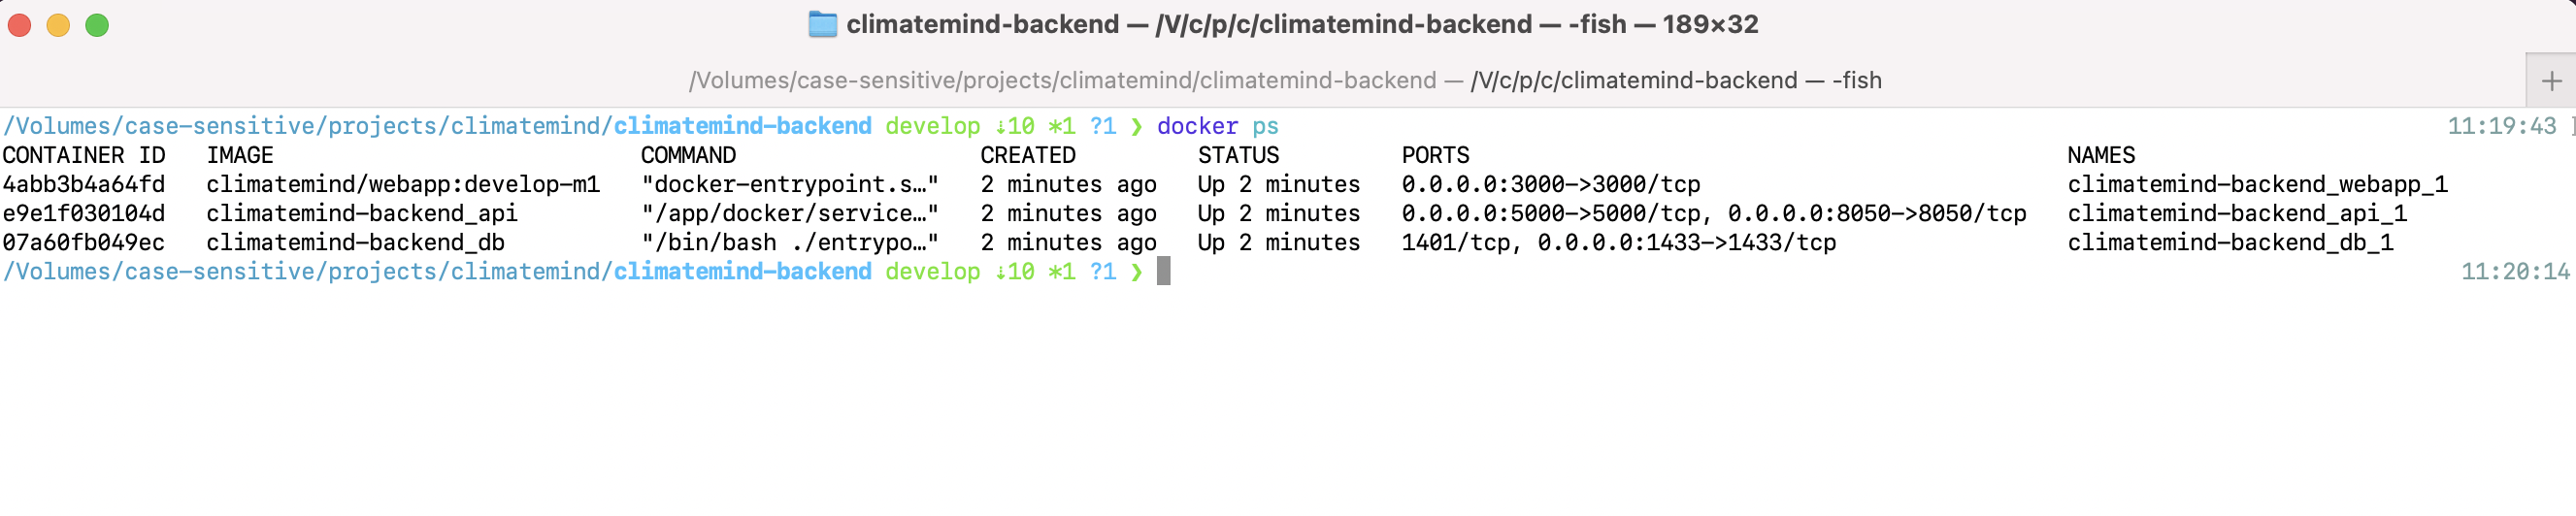 climatemind-backend — /V/c/p/c/climatemind-backend — -fish — 189×32
/Volumes/case-sensitive/projects/climatemind/climatemind-backend — /V/c/p/c/climatemind-backend — -fish
/Volumes/case-sensitive/projects/climatemind/climatemind-backend develop ⇣10 *1 ?1 ❯ docker ps 11:19:43
CONTAINER ID IMAGE COMMAND CREATED STATUS PORTS NAMES
4abb3b4a64fd climatemind/webapp:develop-m1 "docker-entrypoint.s…" 2 minutes ago Up 2 minutes 0.0.0.0:3000->3000/tcp climatemind-backend_webapp_1
e9e1f030104d climatemind-backend_api "/app/docker/service…" 2 minutes ago Up 2 minutes 0.0.0.0:5000->5000/tcp, 0.0.0.0:8050->8050/tcp climatemind-backend_api_1
07a60fb049ec climatemind-backend_db "/bin/bash ./entrypo…" 2 minutes ago Up 2 minutes 1401/tcp, 0.0.0.0:1433->1433/tcp climatemind-backend_db_1
/Volumes/case-sensitive/projects/climatemind/climatemind-backend develop ⇣10 *1 ?1 ❯ 11:20:14